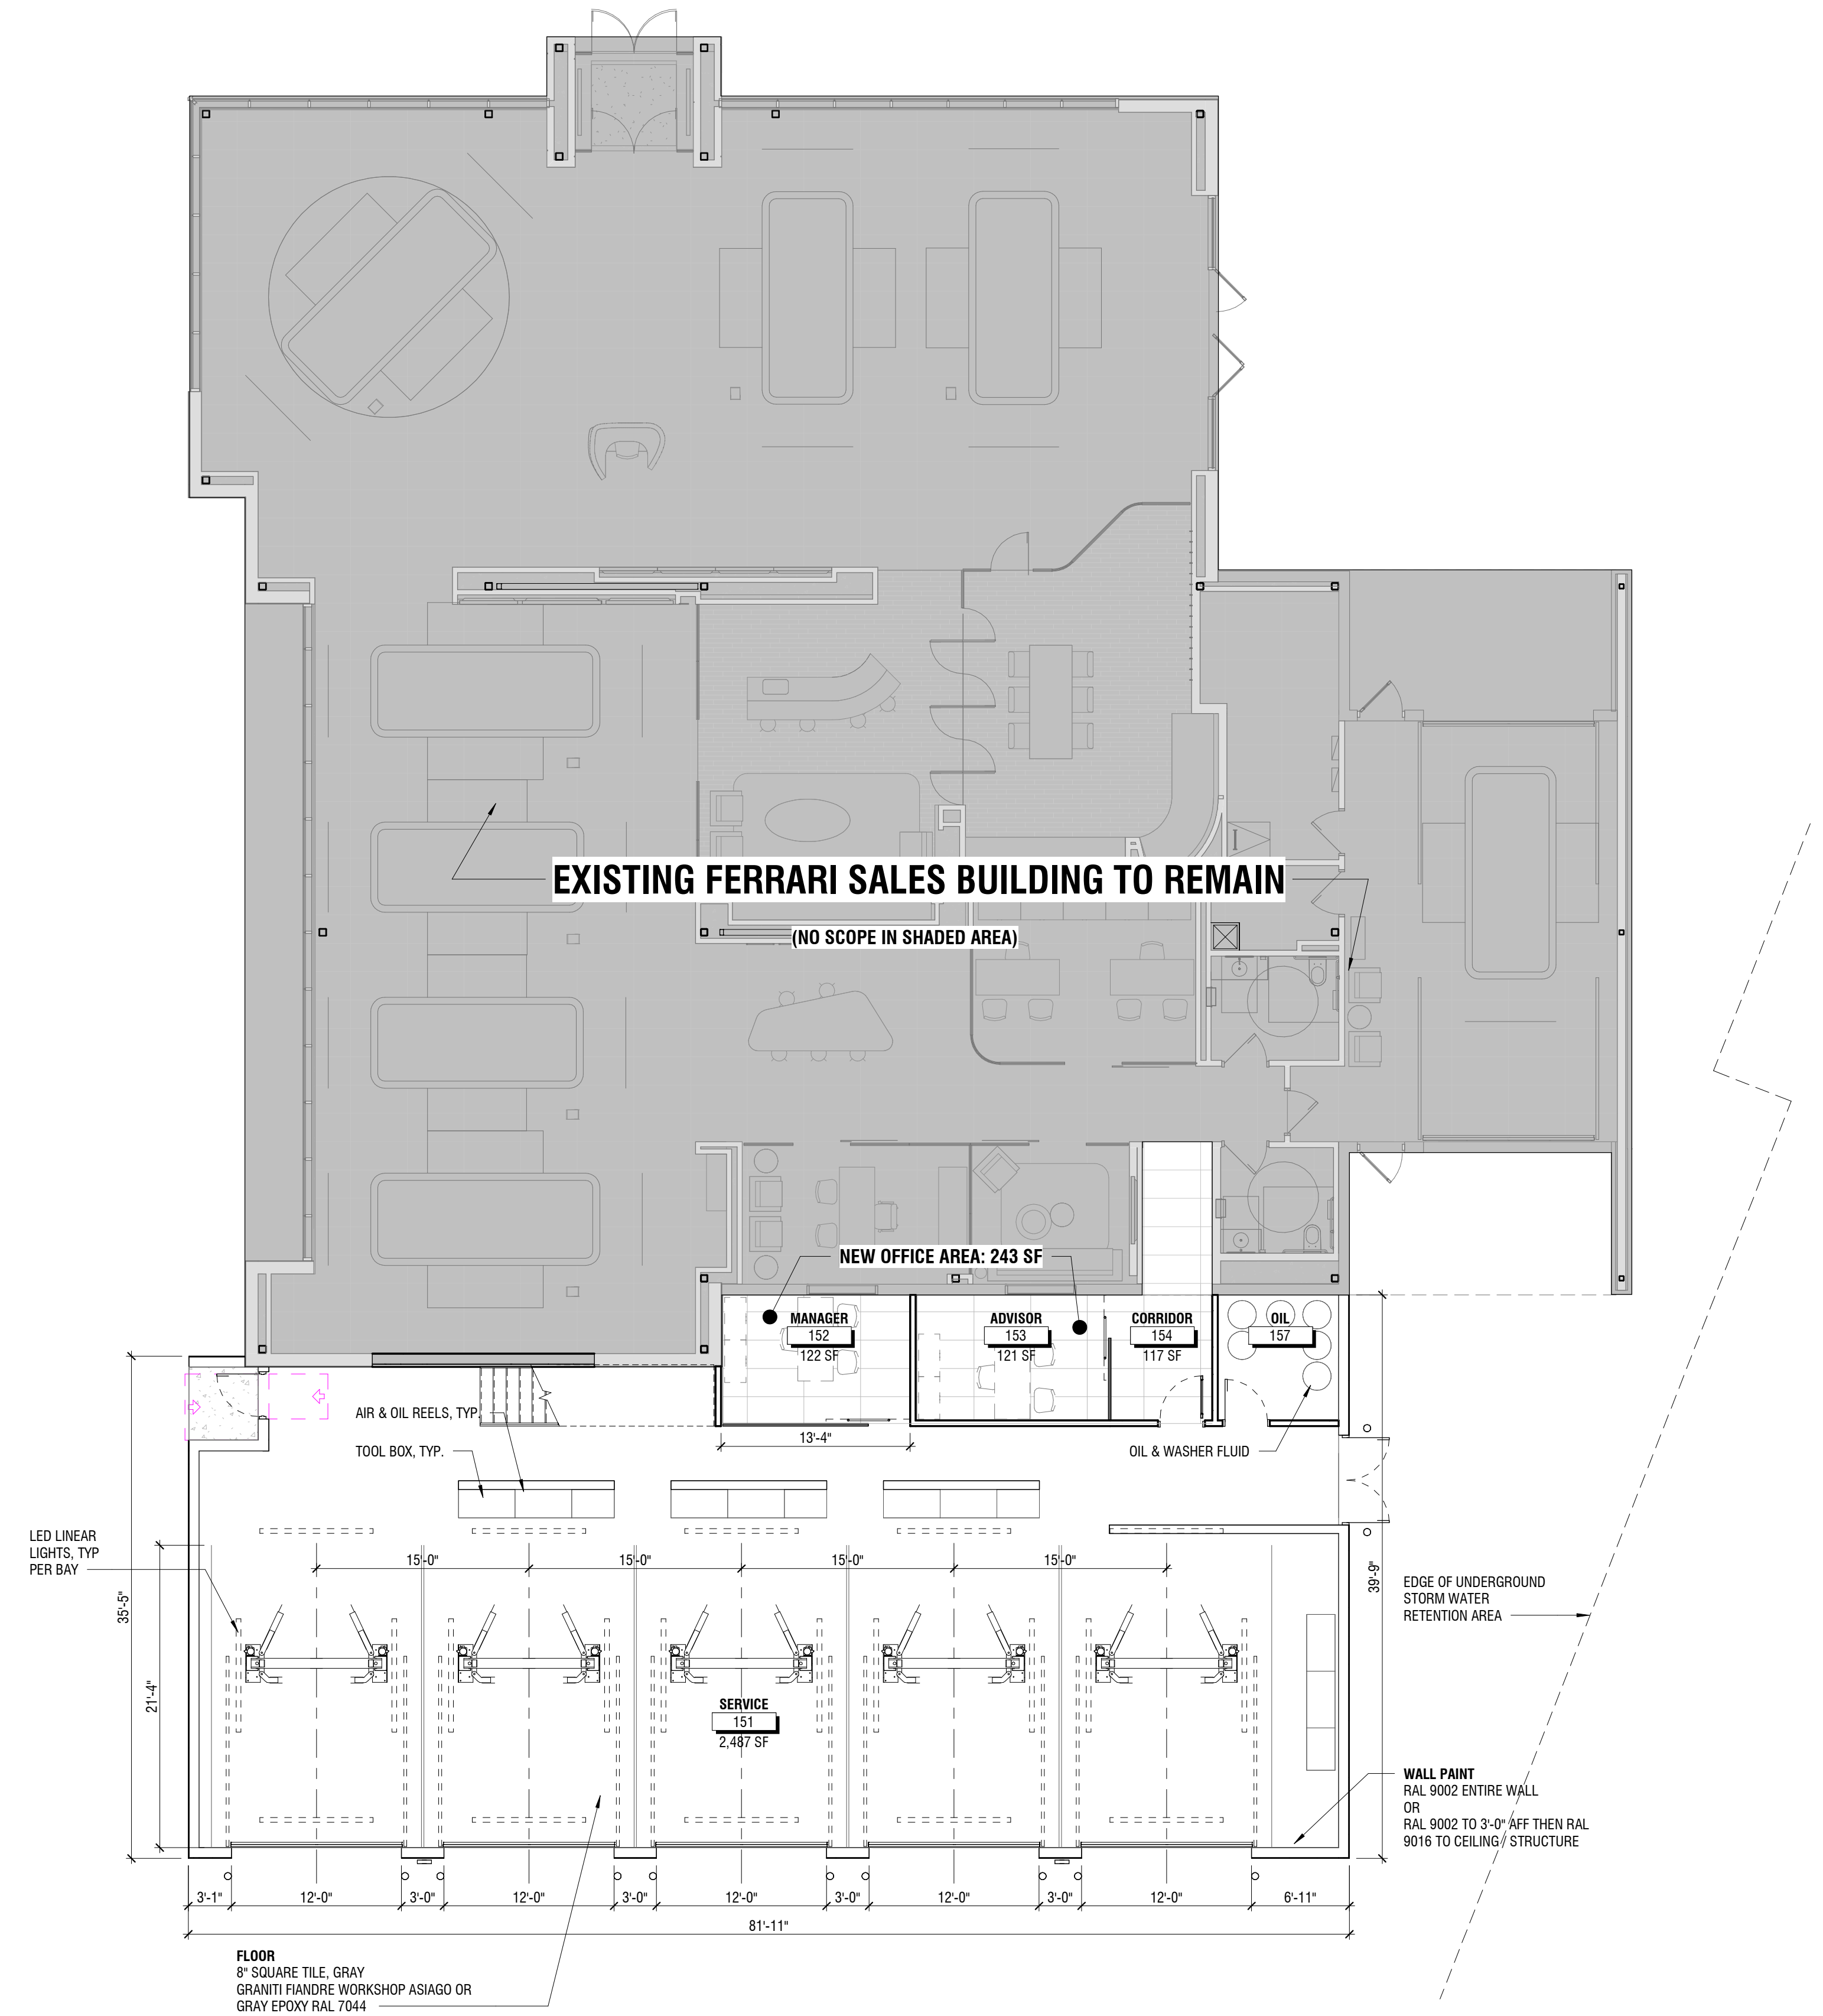 EXISTING FERRARI SALES BUILDING TO REMAIN
(NO SCOPE IN SHADED AREA)
NEW OFFICE AREA: 243 SF
MANAGER
152
122 SF
ADVISOR
153
121 SF
CORRIDOR
154
117 SF
OIL
157
AIR & OIL REELS, TYP.
TOOL BOX, TYP.
13'-4"
OIL & WASHER FLUID
LED LINEAR
LIGHTS, TYP
PER BAY
15'-0"
15'-0"
15'-0"
15'-0"
35'-5"
21'-4"
39'-9"
EDGE OF UNDERGROUND
STORM WATER
RETENTION AREA
SERVICE
151
2,487 SF
WALL PAINT
RAL 9002 ENTIRE WALL
OR
RAL 9002 TO 3'-0" AFF THEN RAL
9016 TO CEILING / STRUCTURE
3'-1"
12'-0"
3'-0"
12'-0"
3'-0"
12'-0"
3'-0"
12'-0"
3'-0"
12'-0"
6'-11"
81'-11"
FLOOR
8" SQUARE TILE, GRAY
GRANITI FIANDRE WORKSHOP ASIAGO OR
GRAY EPOXY RAL 7044